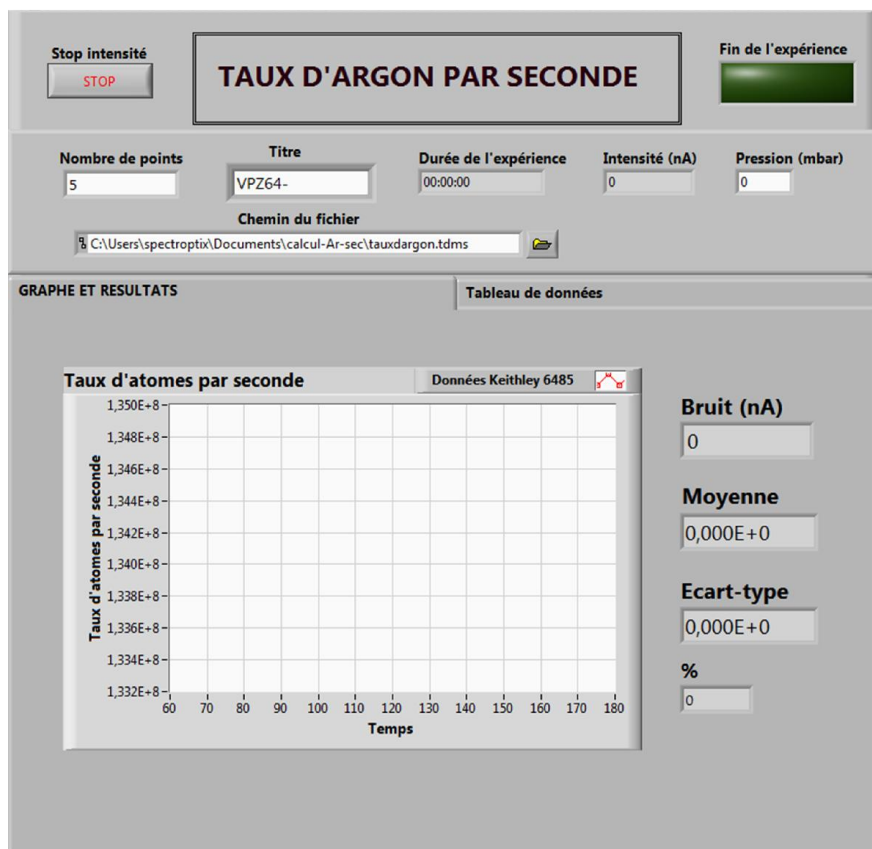 Stop intensité
STOP
TAUX D'ARGON PAR SECONDE
Fin de l'expérience
Nombre de points
5
Titre
VPZ64-
Durée de l'expérience
00:00:00
Intensité (nA)
0
Pression (mbar)
0
Chemin du fichier
C:\Users\spectroptix\Documents\calcul-Ar-sec\tauxdargon.tdms
GRAPHE ET RESULTATS
Tableau de données
Taux d'atomes par seconde
Données Keithley 6485
Taux d'atomes par seconde
1,350E+8
1,348E+8
1,346E+8
1,344E+8
1,342E+8
1,340E+8
1,338E+8
1,336E+8
1,334E+8
1,332E+8
60 70 80 90 100 110 120 130 140 150 160 170 180
Temps
Bruit (nA)
0
Moyenne
0,000E+0
Ecart-type
0,000E+0
%
0